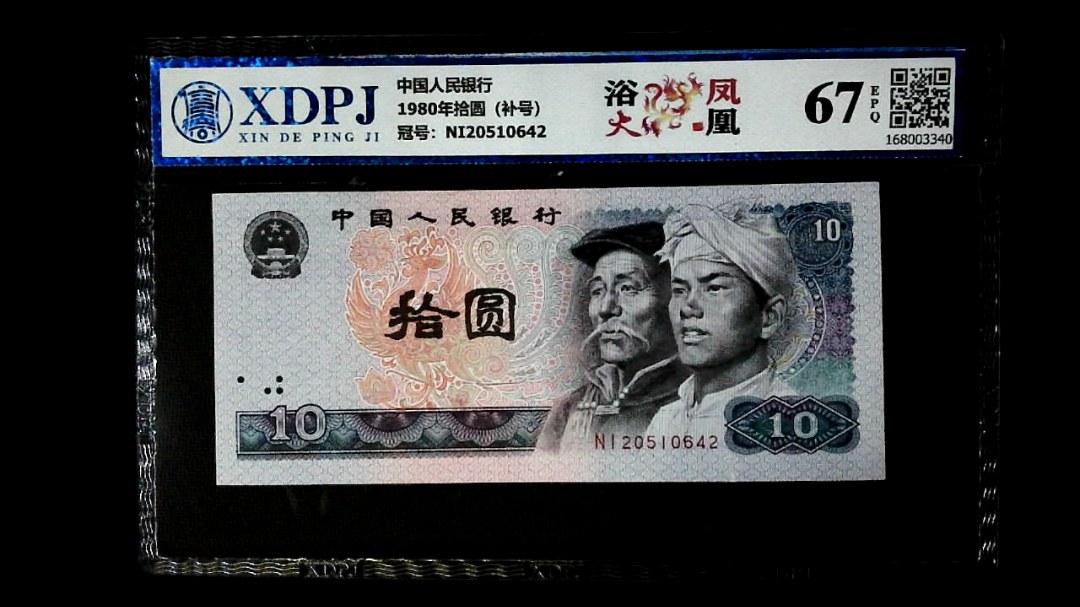 XDPJ
XIN DE PING JI
中国人民银行
1980年拾圆（补号）
冠号：NI20510642
浴火
凤凰
67
EPQ
168003340
中国人民银行
10
拾圆
10
NI20510642
10
XDPJ